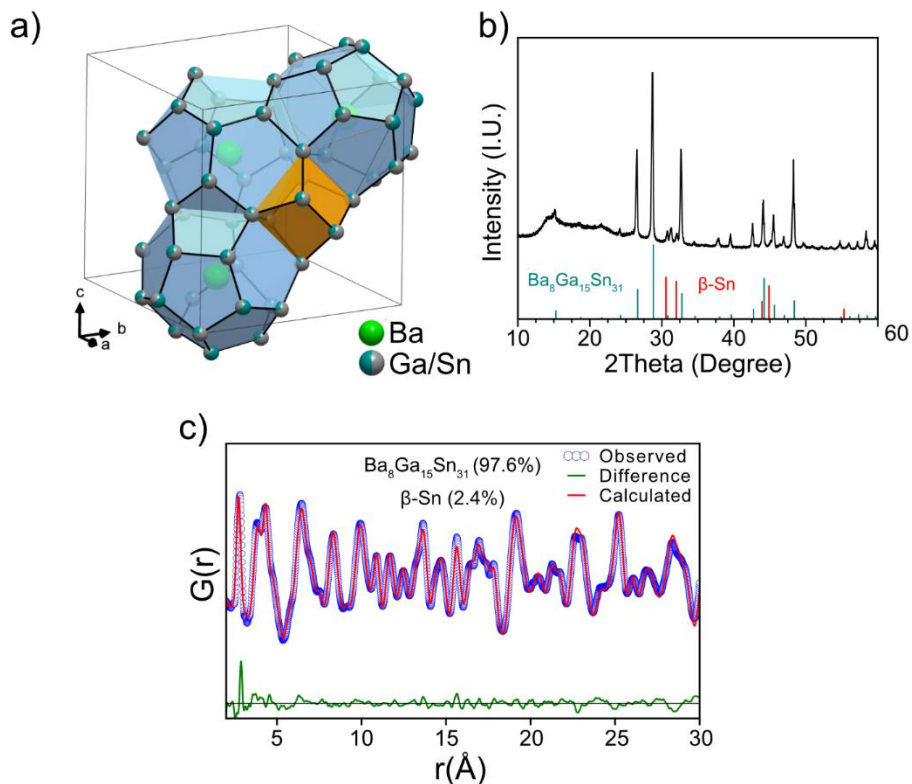 a)
c
b
a
Ba
Ga/Sn
b)
Intensity (I.U.)
Ba₈Ga₁₅Sn₃₁
β-Sn
10 20 30 40 50 60
2Theta (Degree)
c)
Ba₈Ga₁₅Sn₃₁ (97.6%)
β-Sn (2.4%)
Observed
Difference
Calculated
G(r)
5 10 15 20 25 30
r(Å)